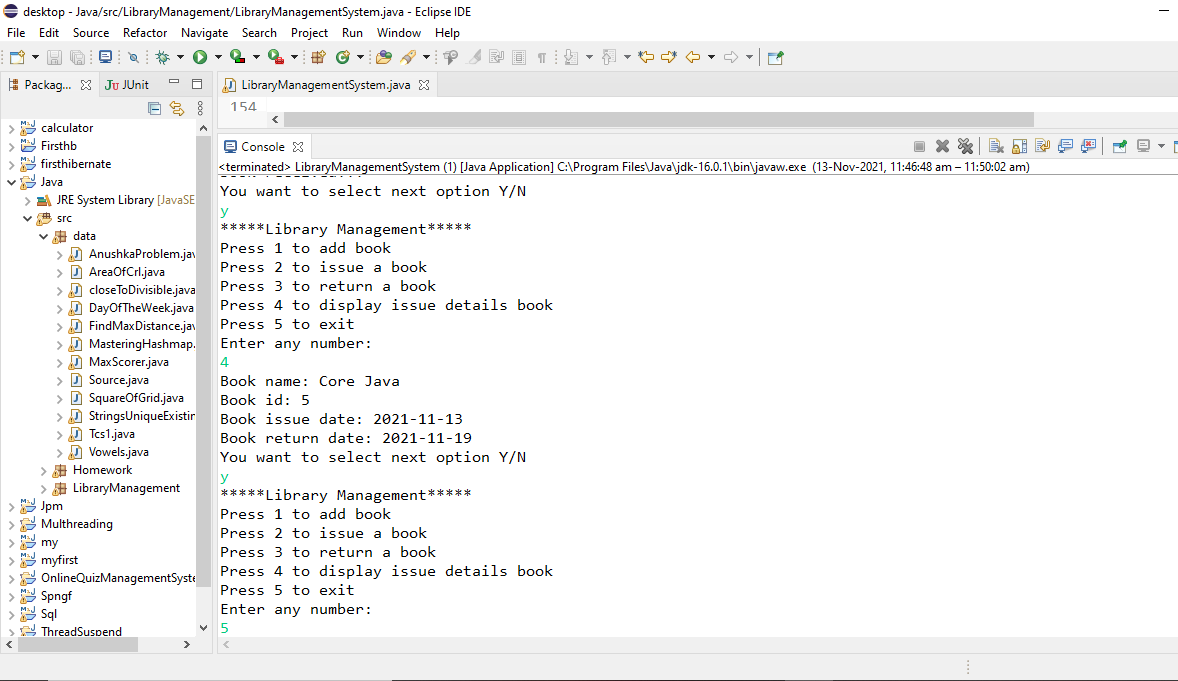 desktop - Java/src/LibraryManagement/LibraryManagementSystem.java - Eclipse IDE
File Edit Source Refactor Navigate Search Project Run Window Help
Packag... JUnit
calculator
Firsthb
firsthibernate
Java
JRE System Library [JavaSE
src
data
AnushkaProblem.jav
AreaOfCrl.java
closeToDivisible.java
DayOfTheWeek.java
FindMaxDistance.jav
MasteringHashmap.
MaxScorer.java
Source.java
SquareOfGrid.java
StringsUniqueExistin
Tcs1.java
Vowels.java
Homework
LibraryManagement
Jpm
Multhreading
my
myfirst
OnlineQuizManagementSyste
Spngf
Sql
ThreadSuspend
LibraryManagementSystem.java
154
Console
<terminated> LibraryManagementSystem (1) [Java Application] C:\Program Files\Java\jdk-16.0.1\bin\javaw.exe (13-Nov-2021, 11:46:48 am – 11:50:02 am)
You want to select next option Y/N
y
*****Library Management*****
Press 1 to add book
Press 2 to issue a book
Press 3 to return a book
Press 4 to display issue details book
Press 5 to exit
Enter any number:
4
Book name: Core Java
Book id: 5
Book issue date: 2021-11-13
Book return date: 2021-11-19
You want to select next option Y/N
y
*****Library Management*****
Press 1 to add book
Press 2 to issue a book
Press 3 to return a book
Press 4 to display issue details book
Press 5 to exit
Enter any number:
5